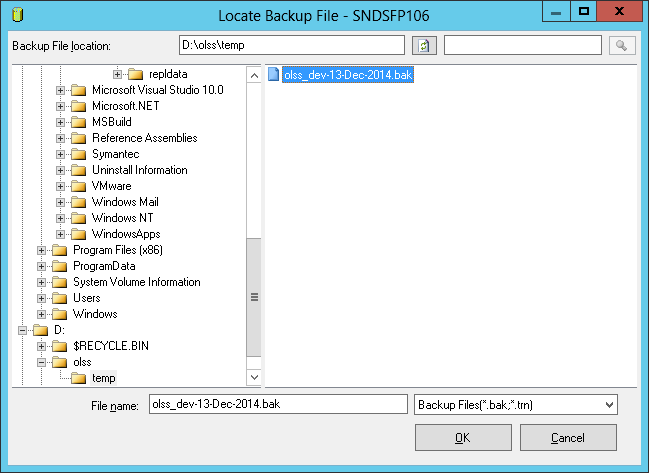 Locate Backup File - SNDSFP106
Backup File location:
D:\olss\temp
repldata
Microsoft Visual Studio 10.0
Microsoft.NET
MSBuild
Reference Assemblies
Symantec
Uninstall Information
VMware
Windows Mail
Windows NT
WindowsApps
Program Files (x86)
ProgramData
System Volume Information
Users
Windows
D:
$RECYCLE.BIN
olss
temp
olss_dev-13-Dec-2014.bak
File name:
olss_dev-13-Dec-2014.bak
Backup Files(*.bak;*.trn)
OK
Cancel